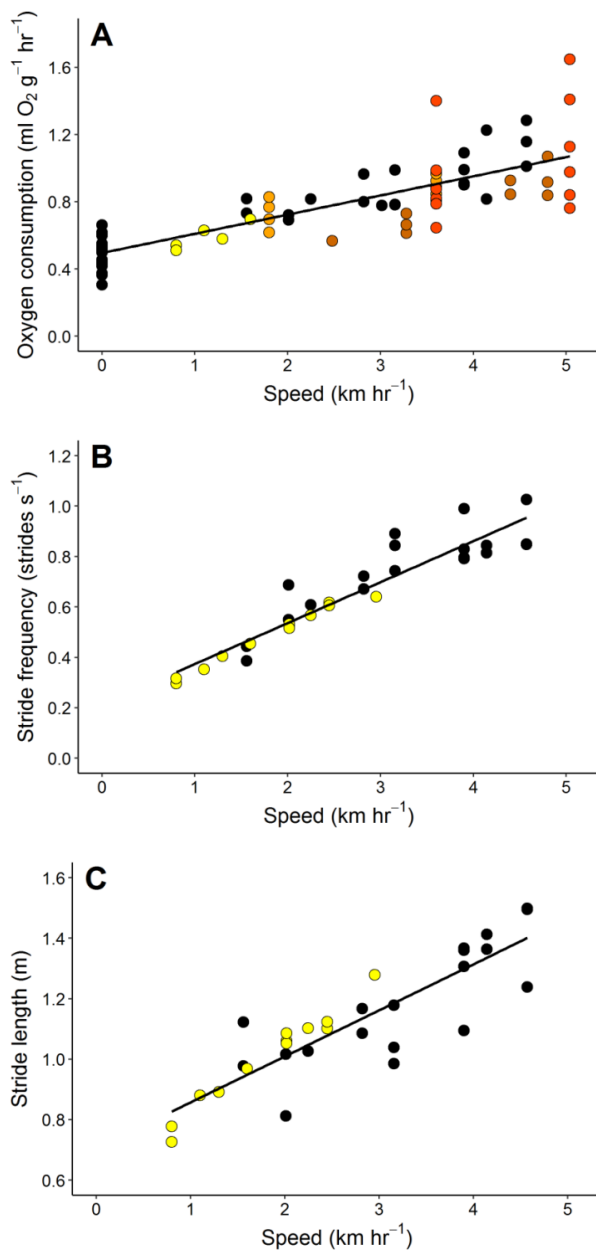 A
Oxygen consumption (ml O₂ g⁻¹ hr⁻¹)
1.6
1.2
0.8
0.4
0.0
0 1 2 3 4 5
Speed (km hr⁻¹)
B
Stride frequency (strides s⁻¹)
1.2
1.0
0.8
0.6
0.4
0.2
0.0
0 1 2 3 4 5
Speed (km hr⁻¹)
C
Stride length (m)
1.6
1.4
1.2
1.0
0.8
0.6
0 1 2 3 4 5
Speed (km hr⁻¹)